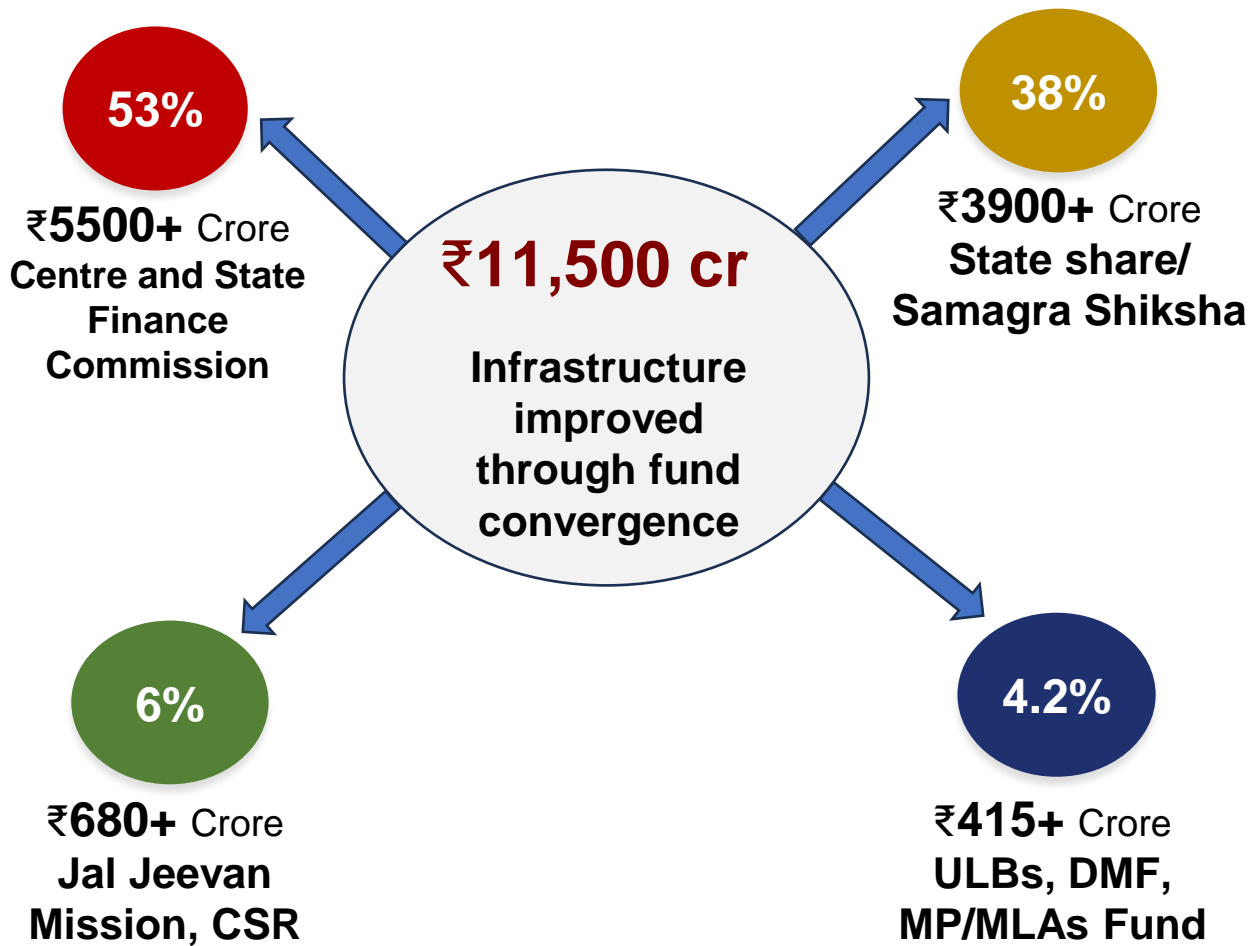 53%
₹5500+ Crore
Centre and State
Finance
Commission
38%
₹3900+ Crore
State share/
Samagra Shiksha
₹11,500 cr
Infrastructure
improved
through fund
convergence
6%
₹680+ Crore
Jal Jeevan
Mission, CSR
4.2%
₹415+ Crore
ULBs, DMF,
MP/MLAs Fund